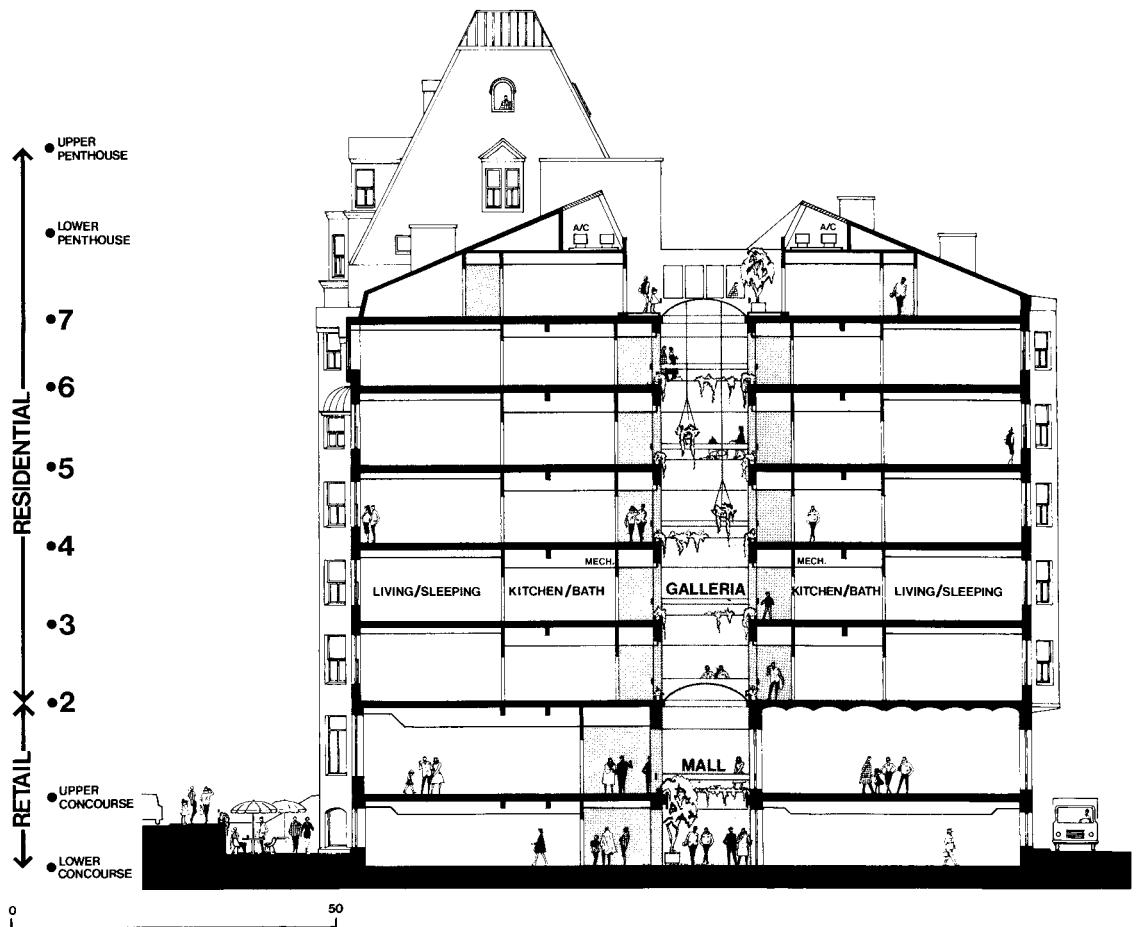 UPPER
PENTHOUSE
LOWER
PENTHOUSE
A/C
A/C
7
6
5
4
3
2
RESIDENTIAL
MECH.
MECH.
LIVING/SLEEPING
KITCHEN/BATH
GALLERIA
KITCHEN/BATH
LIVING/SLEEPING
RETAIL
MALL
UPPER
CONCOURSE
LOWER
CONCOURSE
0
50